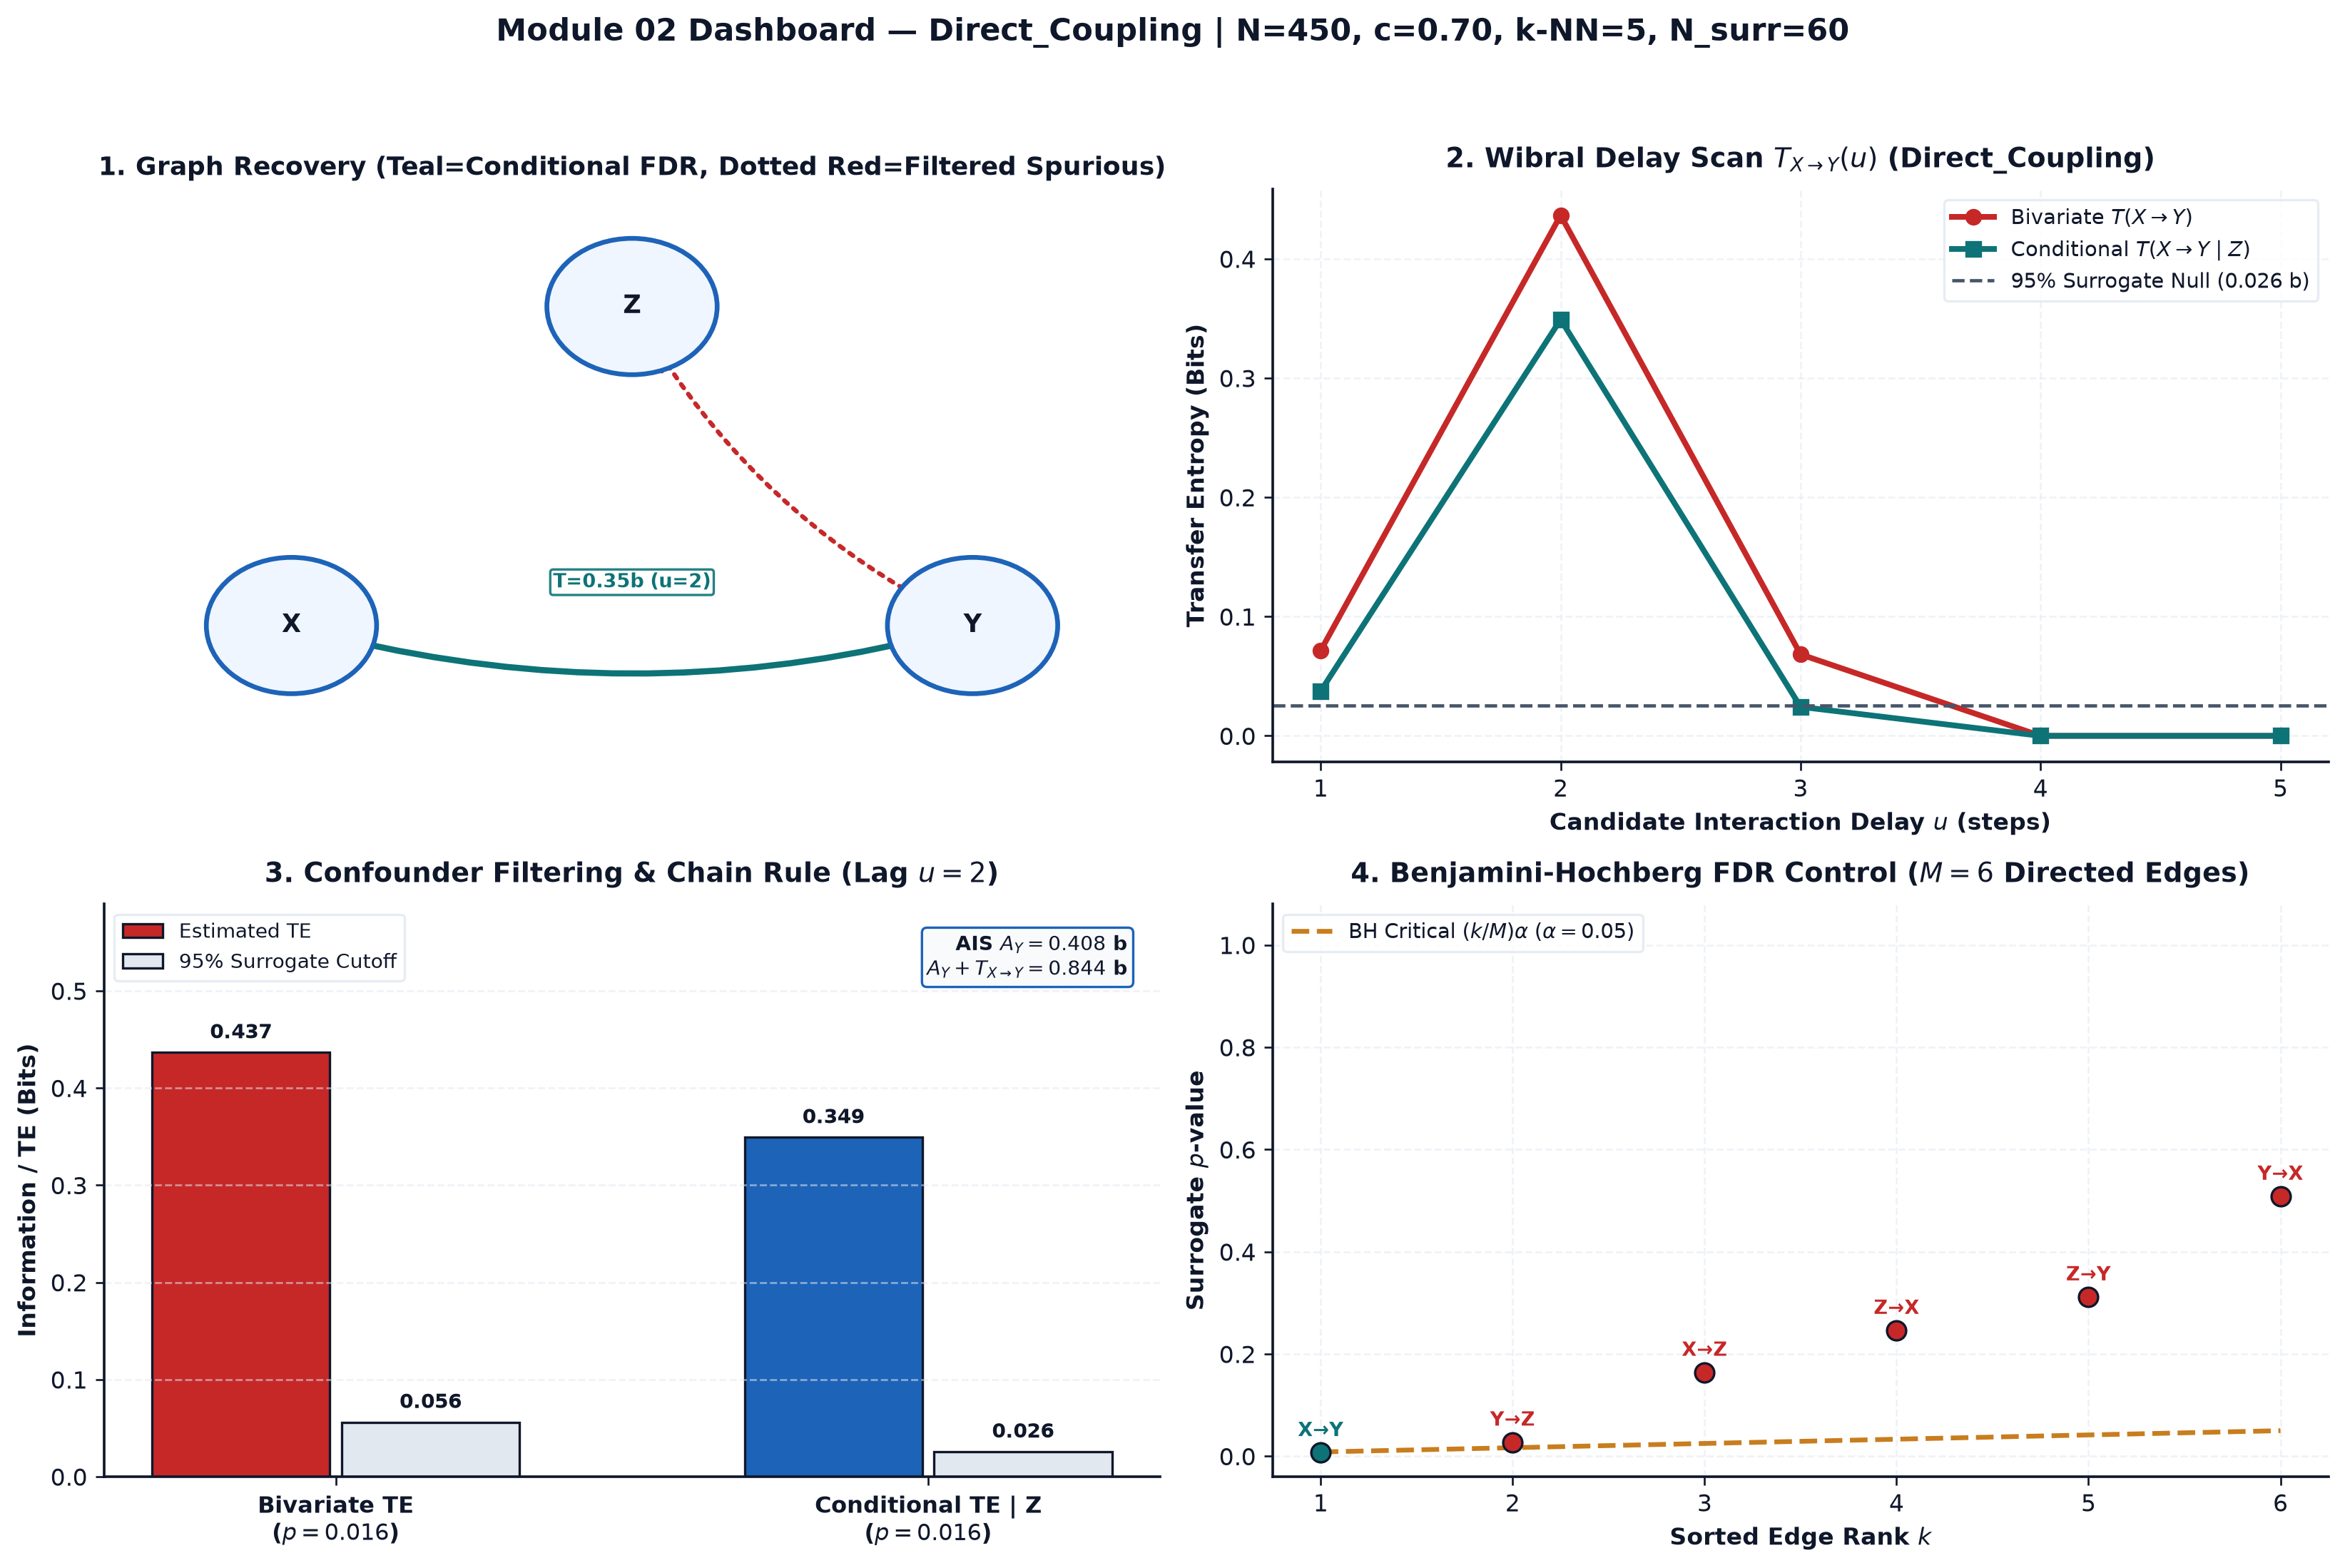 Module 02 Dashboard — Direct_Coupling | N=450, c=0.70, k-NN=5, N_surr=60
1. Graph Recovery (Teal=Conditional FDR, Dotted Red=Filtered Spurious)
Z
X
Y
T=0.35b (u=2)
2. Wibral Delay Scan T_{X→Y}(u) (Direct_Coupling)
Bivariate T(X→Y)
Conditional T(X→Y | Z)
95% Surrogate Null (0.026 b)
Transfer Entropy (Bits)
0.4
0.3
0.2
0.1
0.0
1 2 3 4 5
Candidate Interaction Delay u (steps)
3. Confounder Filtering & Chain Rule (Lag u = 2)
Estimated TE
95% Surrogate Cutoff
AIS A_Y = 0.408 b
A_Y + T_{X→Y} = 0.844 b
Information / TE (Bits)
0.5
0.4
0.3
0.2
0.1
0.0
0.437
0.056
0.349
0.026
Bivariate TE
(p = 0.016)
Conditional TE | Z
(p = 0.016)
4. Benjamini-Hochberg FDR Control (M = 6 Directed Edges)
BH Critical (k/M)α (α = 0.05)
Surrogate p-value
1.0
0.8
0.6
0.4
0.2
0.0
X→Y
Y→Z
X→Z
Z→X
Z→Y
Y→X
1 2 3 4 5 6
Sorted Edge Rank k